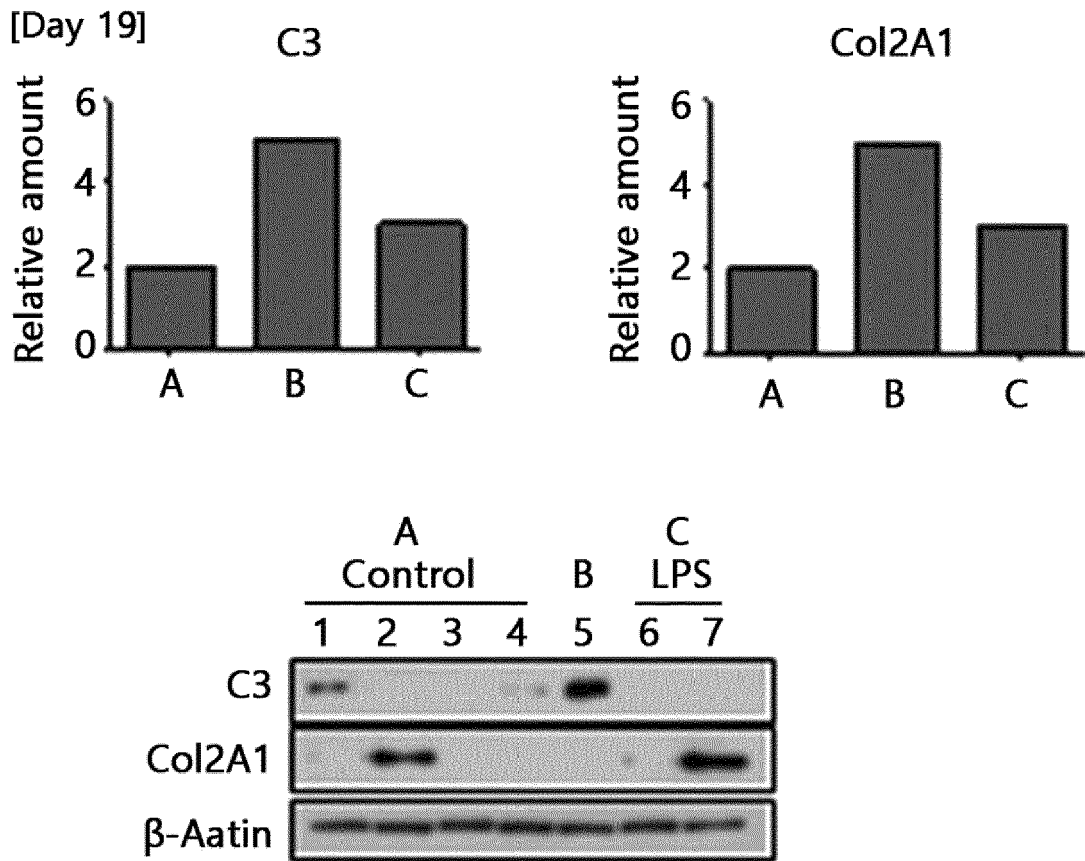 [Day 19]
C3
Relative amount
6
4
2
0
A B C
Col2A1
Relative amount
6
4
2
0
A B C
A C
Control B LPS
1 2 3 4 5 6 7
C3
Col2A1
β-Aatin